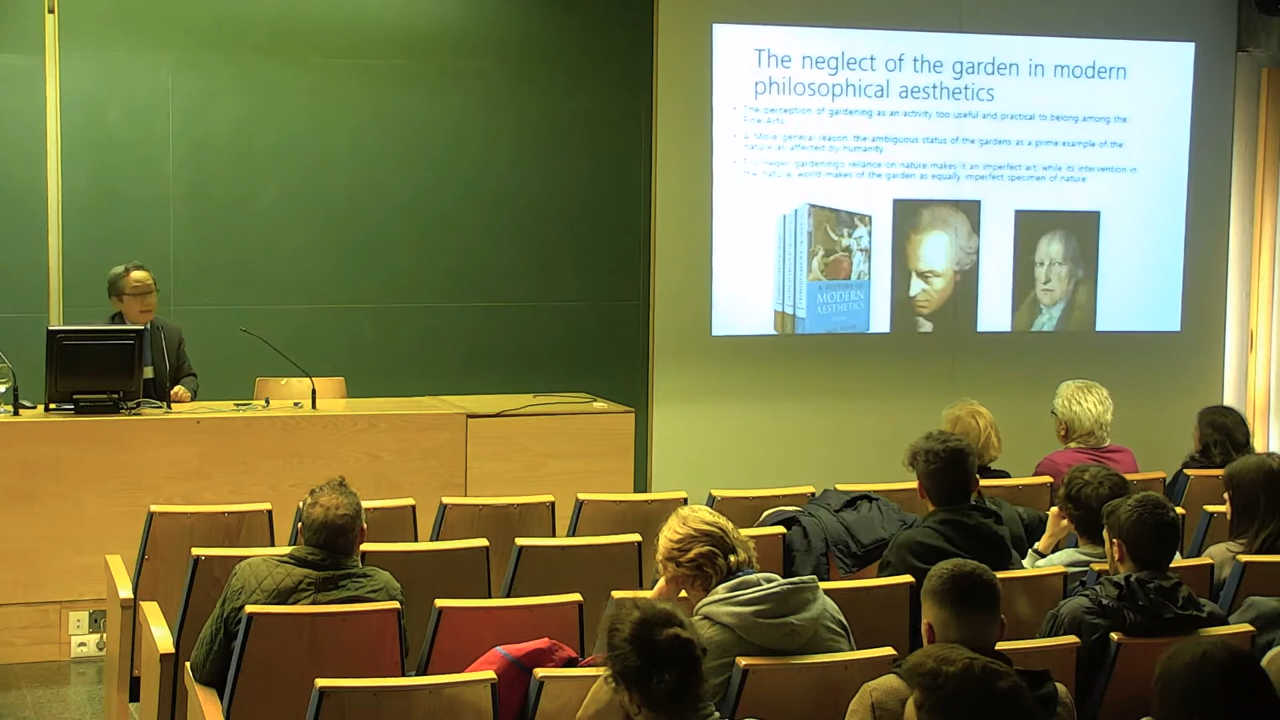 The neglect of the garden in modern
philosophical aesthetics
The perception of gardening as an activity too useful and practical to belong among the
Fine Arts
A More general reason: the ambiguous status of the gardens as a prime example of the
nature as affected by humanity
gardening's reliance on nature makes it an imperfect art, while its intervention in
the natural world makes of the garden as equally imperfect specimen of nature
A HISTORY OF
MODERN
AESTHETICS